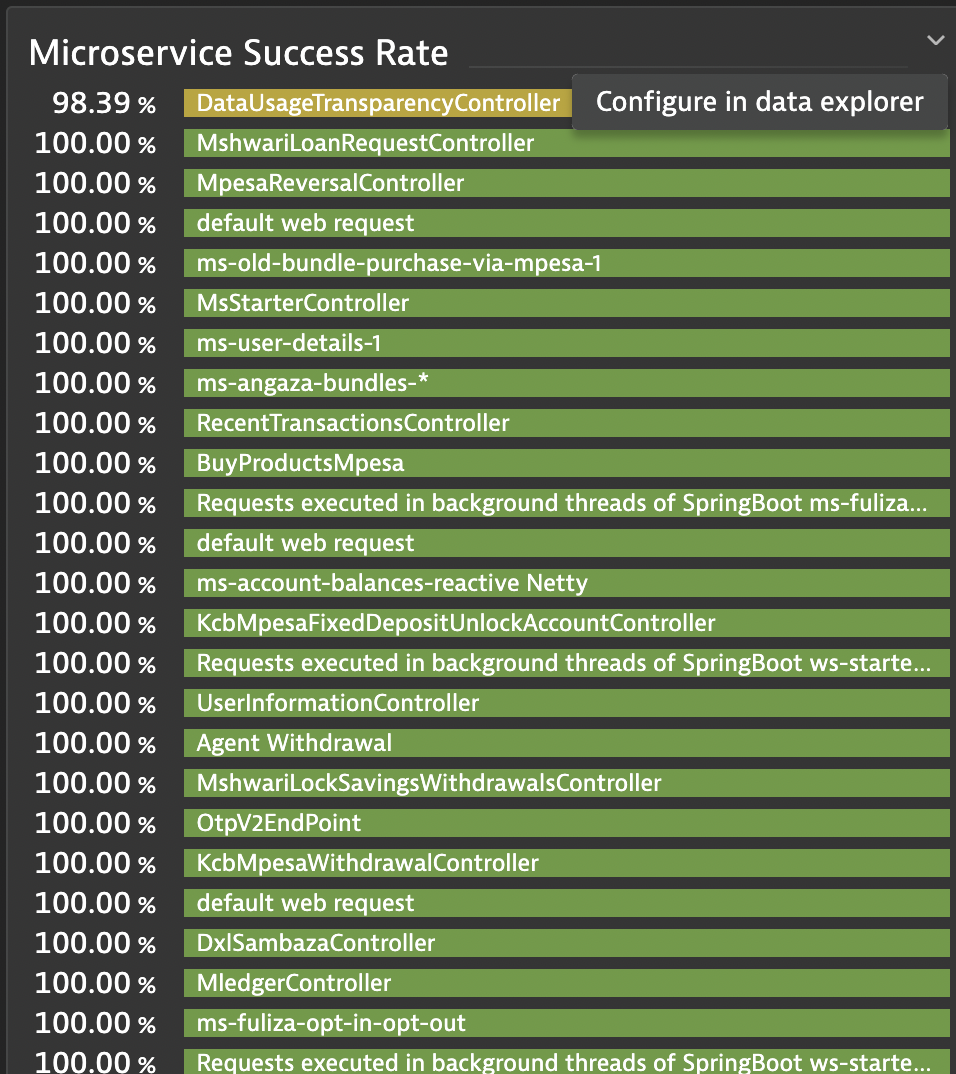 Microservice Success Rate
Configure in data explorer
98.39 % DataUsageTransparencyController
100.00 % MshwariLoanRequestController
100.00 % MpesaReversalController
100.00 % default web request
100.00 % ms-old-bundle-purchase-via-mpesa-1
100.00 % MsStarterController
100.00 % ms-user-details-1
100.00 % ms-angaza-bundles-*
100.00 % RecentTransactionsController
100.00 % BuyProductsMpesa
100.00 % Requests executed in background threads of SpringBoot ms-fuliza...
100.00 % default web request
100.00 % ms-account-balances-reactive Netty
100.00 % KcbMpesaFixedDepositUnlockAccountController
100.00 % Requests executed in background threads of SpringBoot ws-starte...
100.00 % UserInformationController
100.00 % Agent Withdrawal
100.00 % MshwariLockSavingsWithdrawalsController
100.00 % OtpV2EndPoint
100.00 % KcbMpesaWithdrawalController
100.00 % default web request
100.00 % DxlSambazaController
100.00 % MledgerController
100.00 % ms-fuliza-opt-in-opt-out
100.00 % Requests executed in background threads of SpringBoot ws-starte...